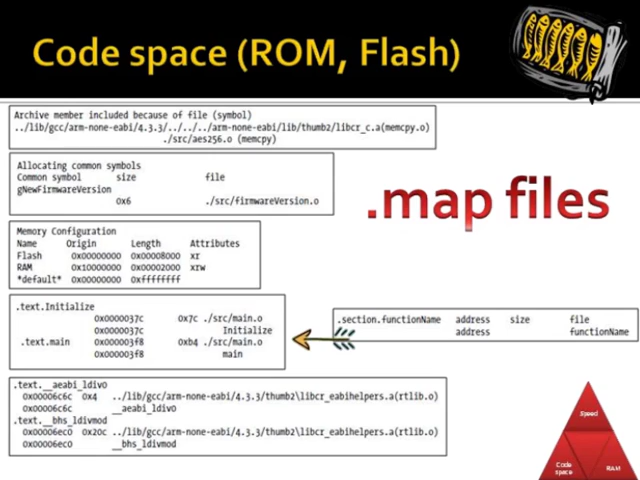 Code space (ROM, Flash)
Archive member included because of file (symbol)
../lib/gcc/arm-none-eabi/4.3.3/../../../arm-none-eabi/lib/thumb2/libcr_c.a(memcpy.o)
./src/aes256.o (memcpy)
Allocating common symbols
Common symbol size file
gNewFirmwareVersion
0x6 ./src/firmwareVersion.o
.map files
Memory Configuration
Name Origin Length Attributes
Flash 0x00000000 0x00008000 xr
RAM 0x10000000 0x00002000 xrw
*default* 0x00000000 0xffffffff
.text.Initialize
0x0000037c 0x7c ./src/main.o
0x0000037c Initialize
.text.main 0x000003f8 0xb4 ./src/main.o
0x000003f8 main
.section.functionName address size file
address functionName
.text.__aeabi_ldiv0
0x00006c6c 0x4 ../lib/gcc/arm-none-eabi/4.3.3/thumb2\libcr_eabihelpers.a(rtlib.o)
0x00006c6c __aeabi_ldiv0
.text.__bhs_ldivmod
0x00006ec0 0x20c ../lib/gcc/arm-none-eabi/4.3.3/thumb2\libcr_eabihelpers.a(rtlib.o)
0x00006ec0 __bhs_ldivmod
Speed
Code space
RAM